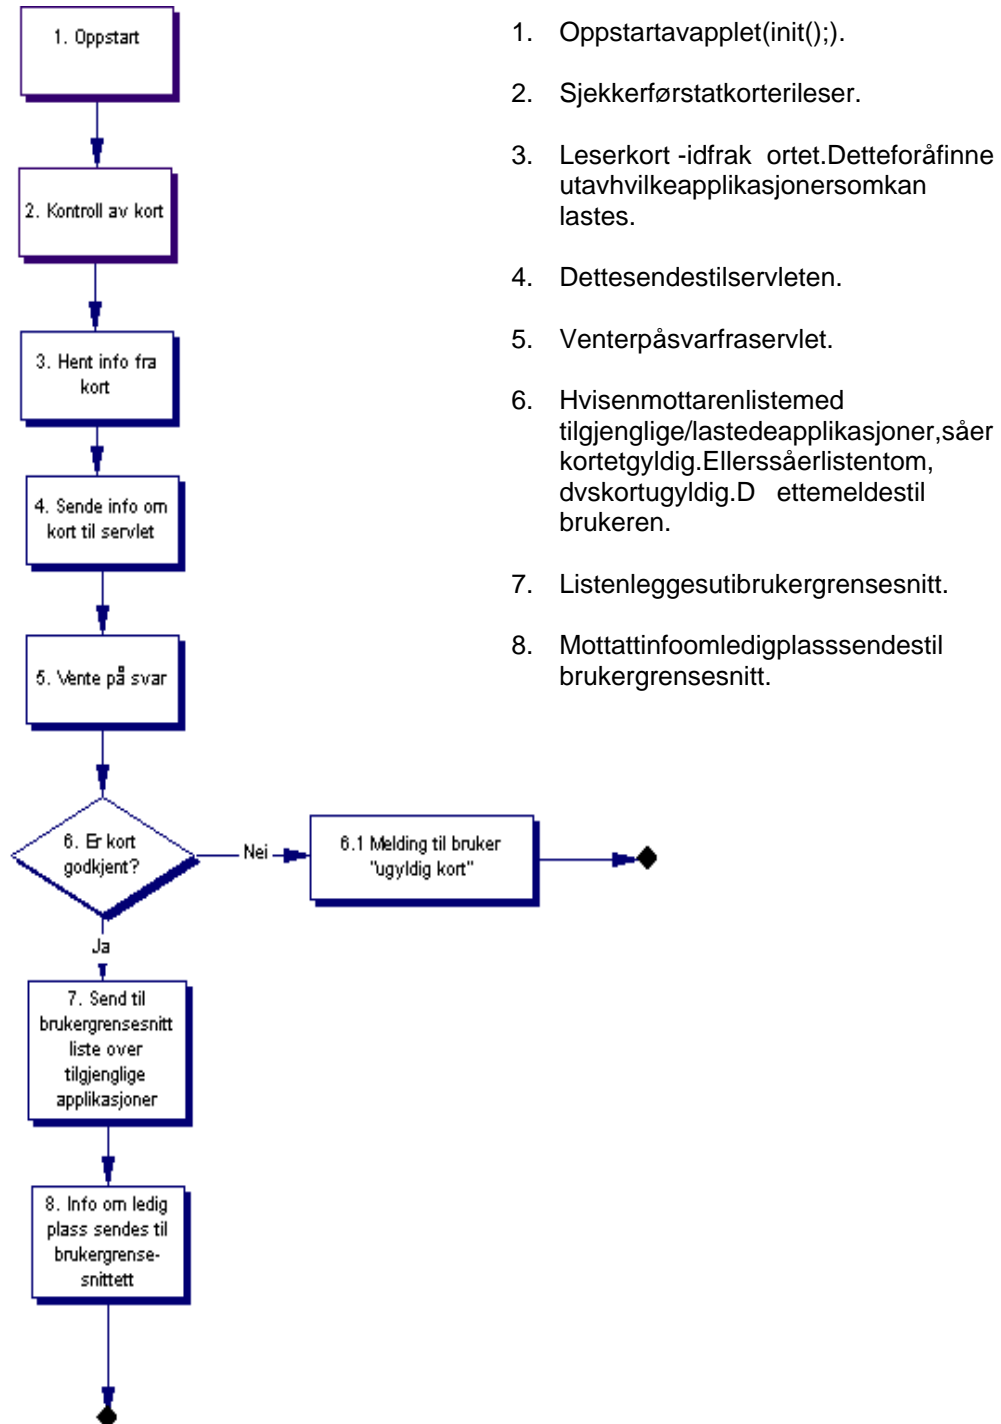 1. Oppstart
2. Kontroll av kort
3. Hent info fra
kort
4. Sende info om
kort til servlet
5. Vente på svar
6. Er kort
godkjent?
Nei
6.1 Melding til bruker
"ugyldig kort"
Ja
7. Send til
brukergrensesnitt
liste over
tilgjenglige
applikasjoner
8. Info om ledig
plass sendes til
brukergrense-
snittett
1. Oppstartavapplet(init();).
2. Sjekkerførstatkorterileser.
3. Leserkort -idfrak ortet.Detteforåfinne
utavhvilkeapplikasjonersomkan
lastes.
4. Dettesendestilservleten.
5. Venterpåsvarfraservlet.
6. Hvisenmottarenlistemed
tilgjenglige/lastedeapplikasjoner,såer
kortetgyldig.Ellerssåerlistentom,
dvskortugyldig.D ettemeldestil
brukeren.
7. Listenleggesutibrukergrensesnitt.
8. Mottattinfoomledigplasssendestil
brukergrensesnitt.